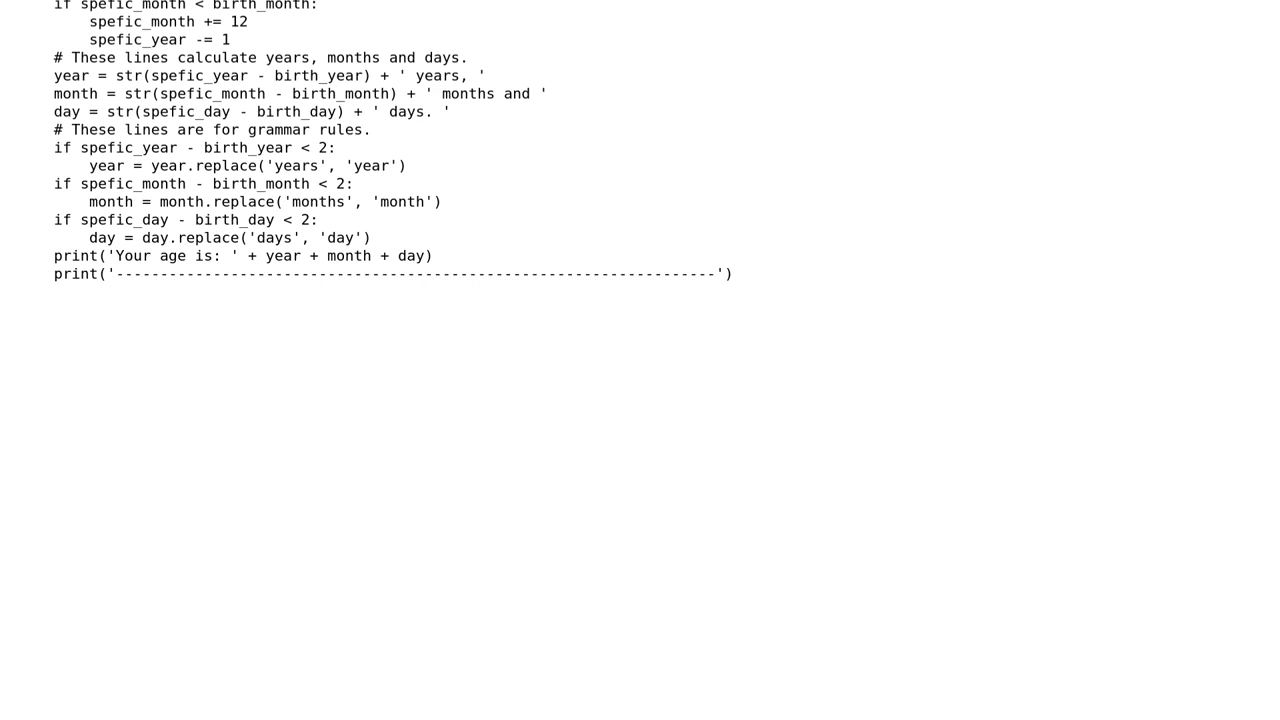 if spefic_month < birth_month:
    spefic_month += 12
    spefic_year -= 1
# These lines calculate years, months and days.
year = str(spefic_year - birth_year) + ' years, '
month = str(spefic_month - birth_month) + ' months and '
day = str(spefic_day - birth_day) + ' days. '
# These lines are for grammar rules.
if spefic_year - birth_year < 2:
    year = year.replace('years', 'year')
if spefic_month - birth_month < 2:
    month = month.replace('months', 'month')
if spefic_day - birth_day < 2:
    day = day.replace('days', 'day')
print('Your age is: ' + year + month + day)
print('--------------------------------------------------------------------')